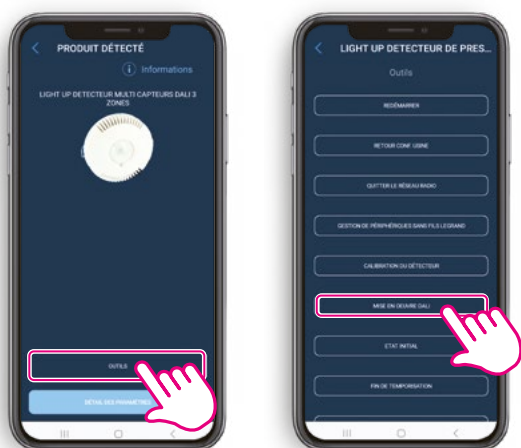 PRODUIT DÉTECTÉ
i Informations
LIGHT UP DETECTEUR MULTI CAPTEURS DALI 3
ZONES
OUTILS
DÉTAIL DES PARAMÈTRES
LIGHT UP DETECTEUR DE PRES...
Outils
REDÉMARRER
RETOUR CONF. USINE
QUITTER LE RÉSEAU RADIO
GESTION DE PÉRIPHÉRIQUES SANS FILS LEGRAND
CALIBRATION DU DÉTECTEUR
MISE EN OEUVRE DALI
ETAT INITIAL
FIN DE TEMPORISATION